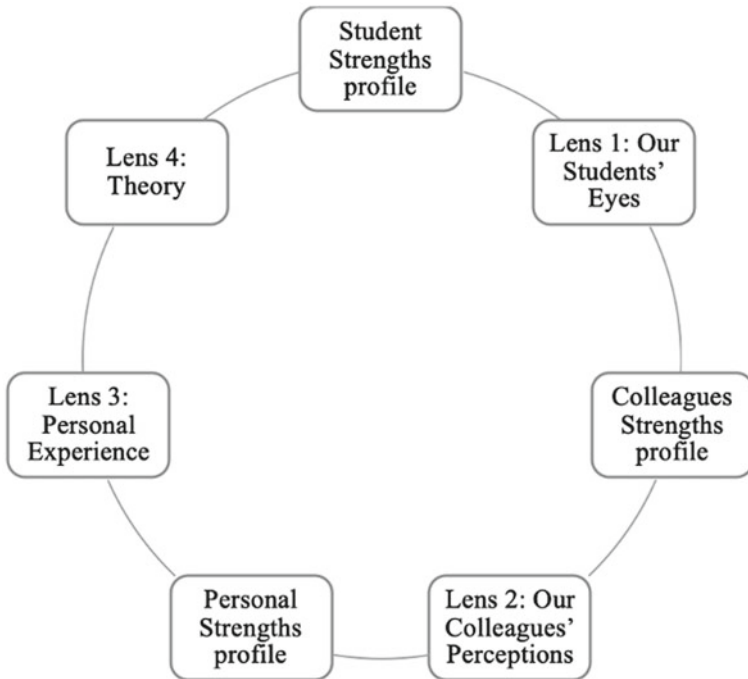 Student
Strengths
profile
Lens 1: Our
Students’
Eyes
Colleagues
Strengths
profile
Lens 2: Our
Colleagues’
Perceptions
Personal
Strengths
profile
Lens 3:
Personal
Experience
Lens 4:
Theory